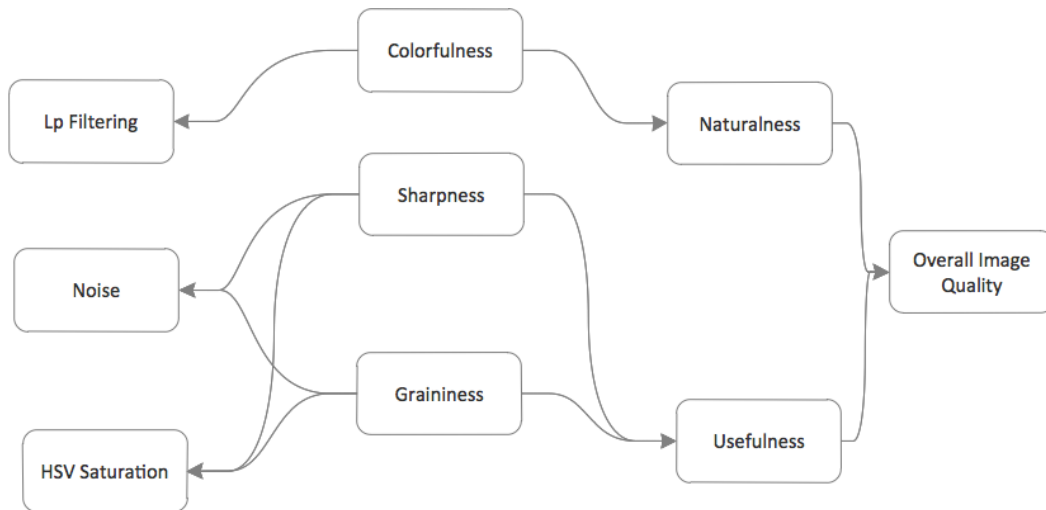 Colorfulness
Lp Filtering
Naturalness
Sharpness
Overall Image
Quality
Noise
Graininess
Usefulness
HSV Saturation